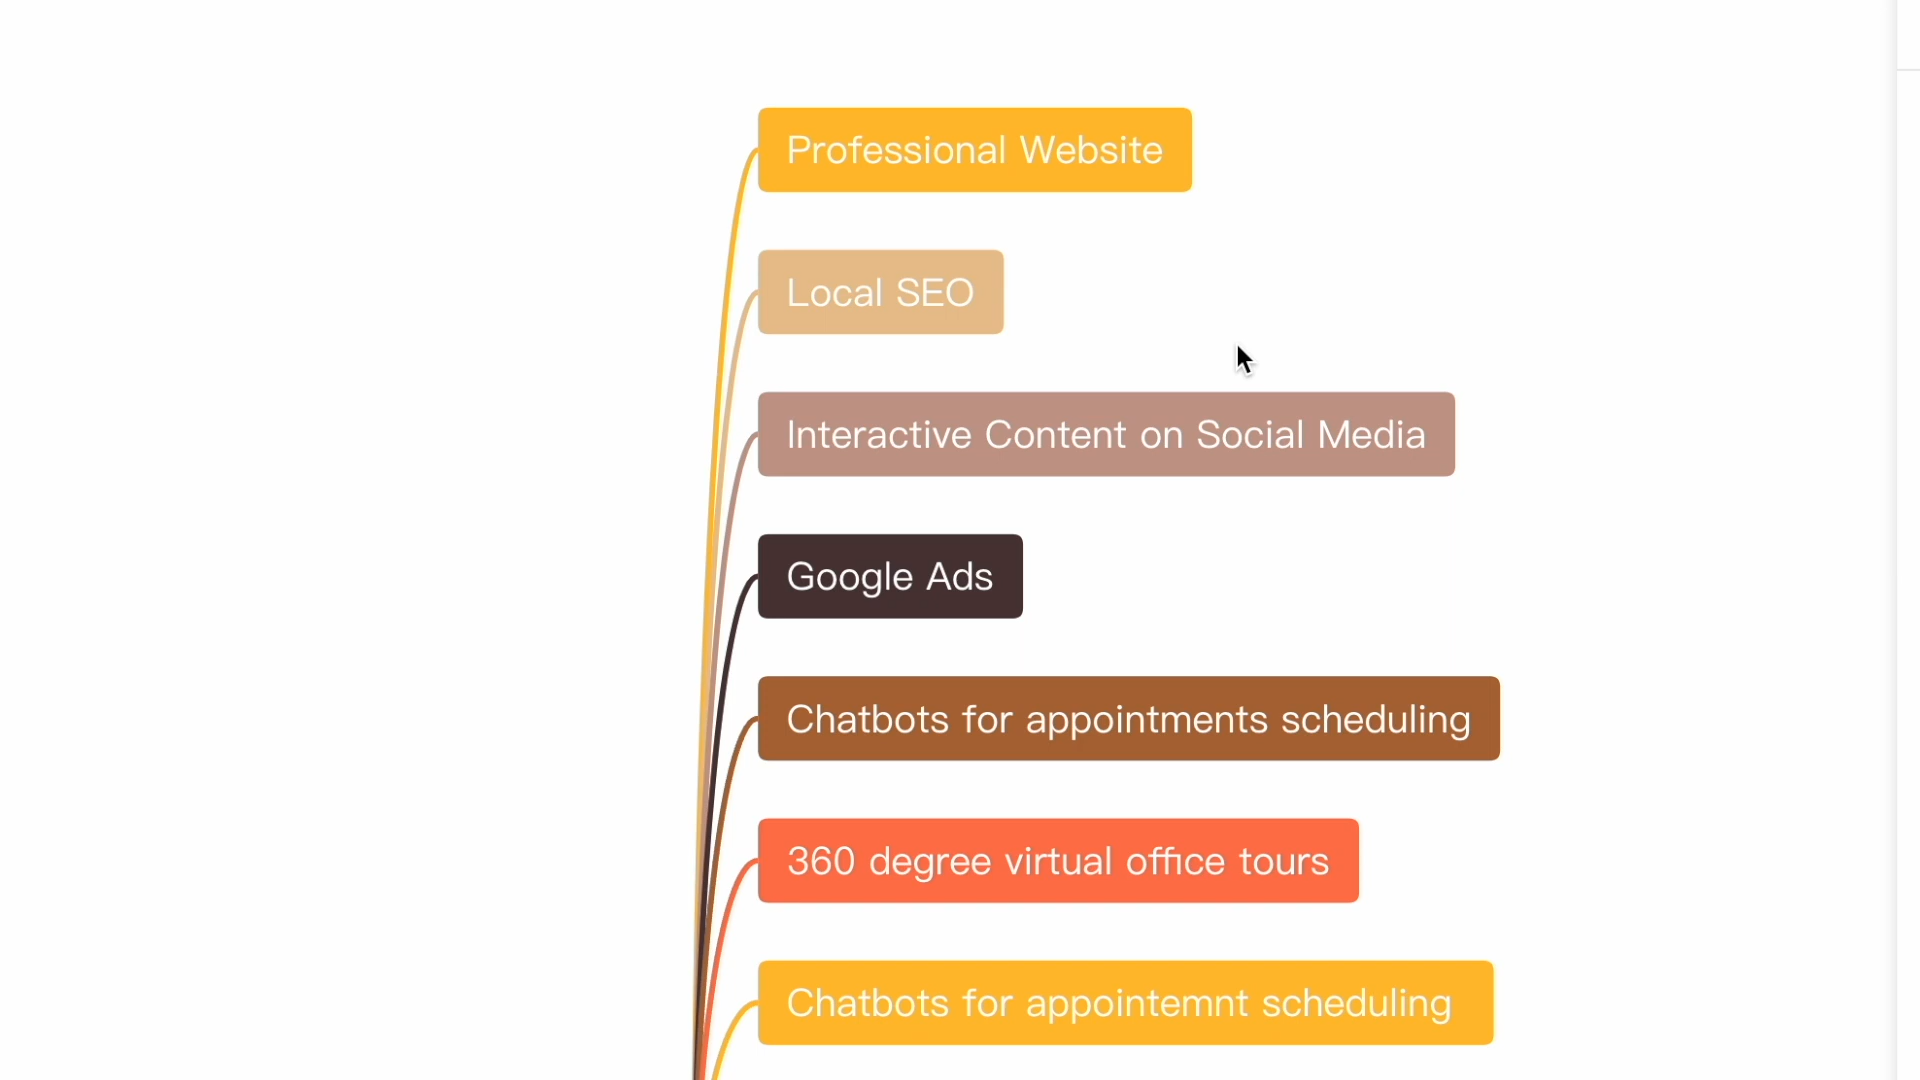 Professional Website
Local SEO
Interactive Content on Social Media
Google Ads
Chatbots for appointments scheduling
360 degree virtual office tours
Chatbots for appointemnt scheduling